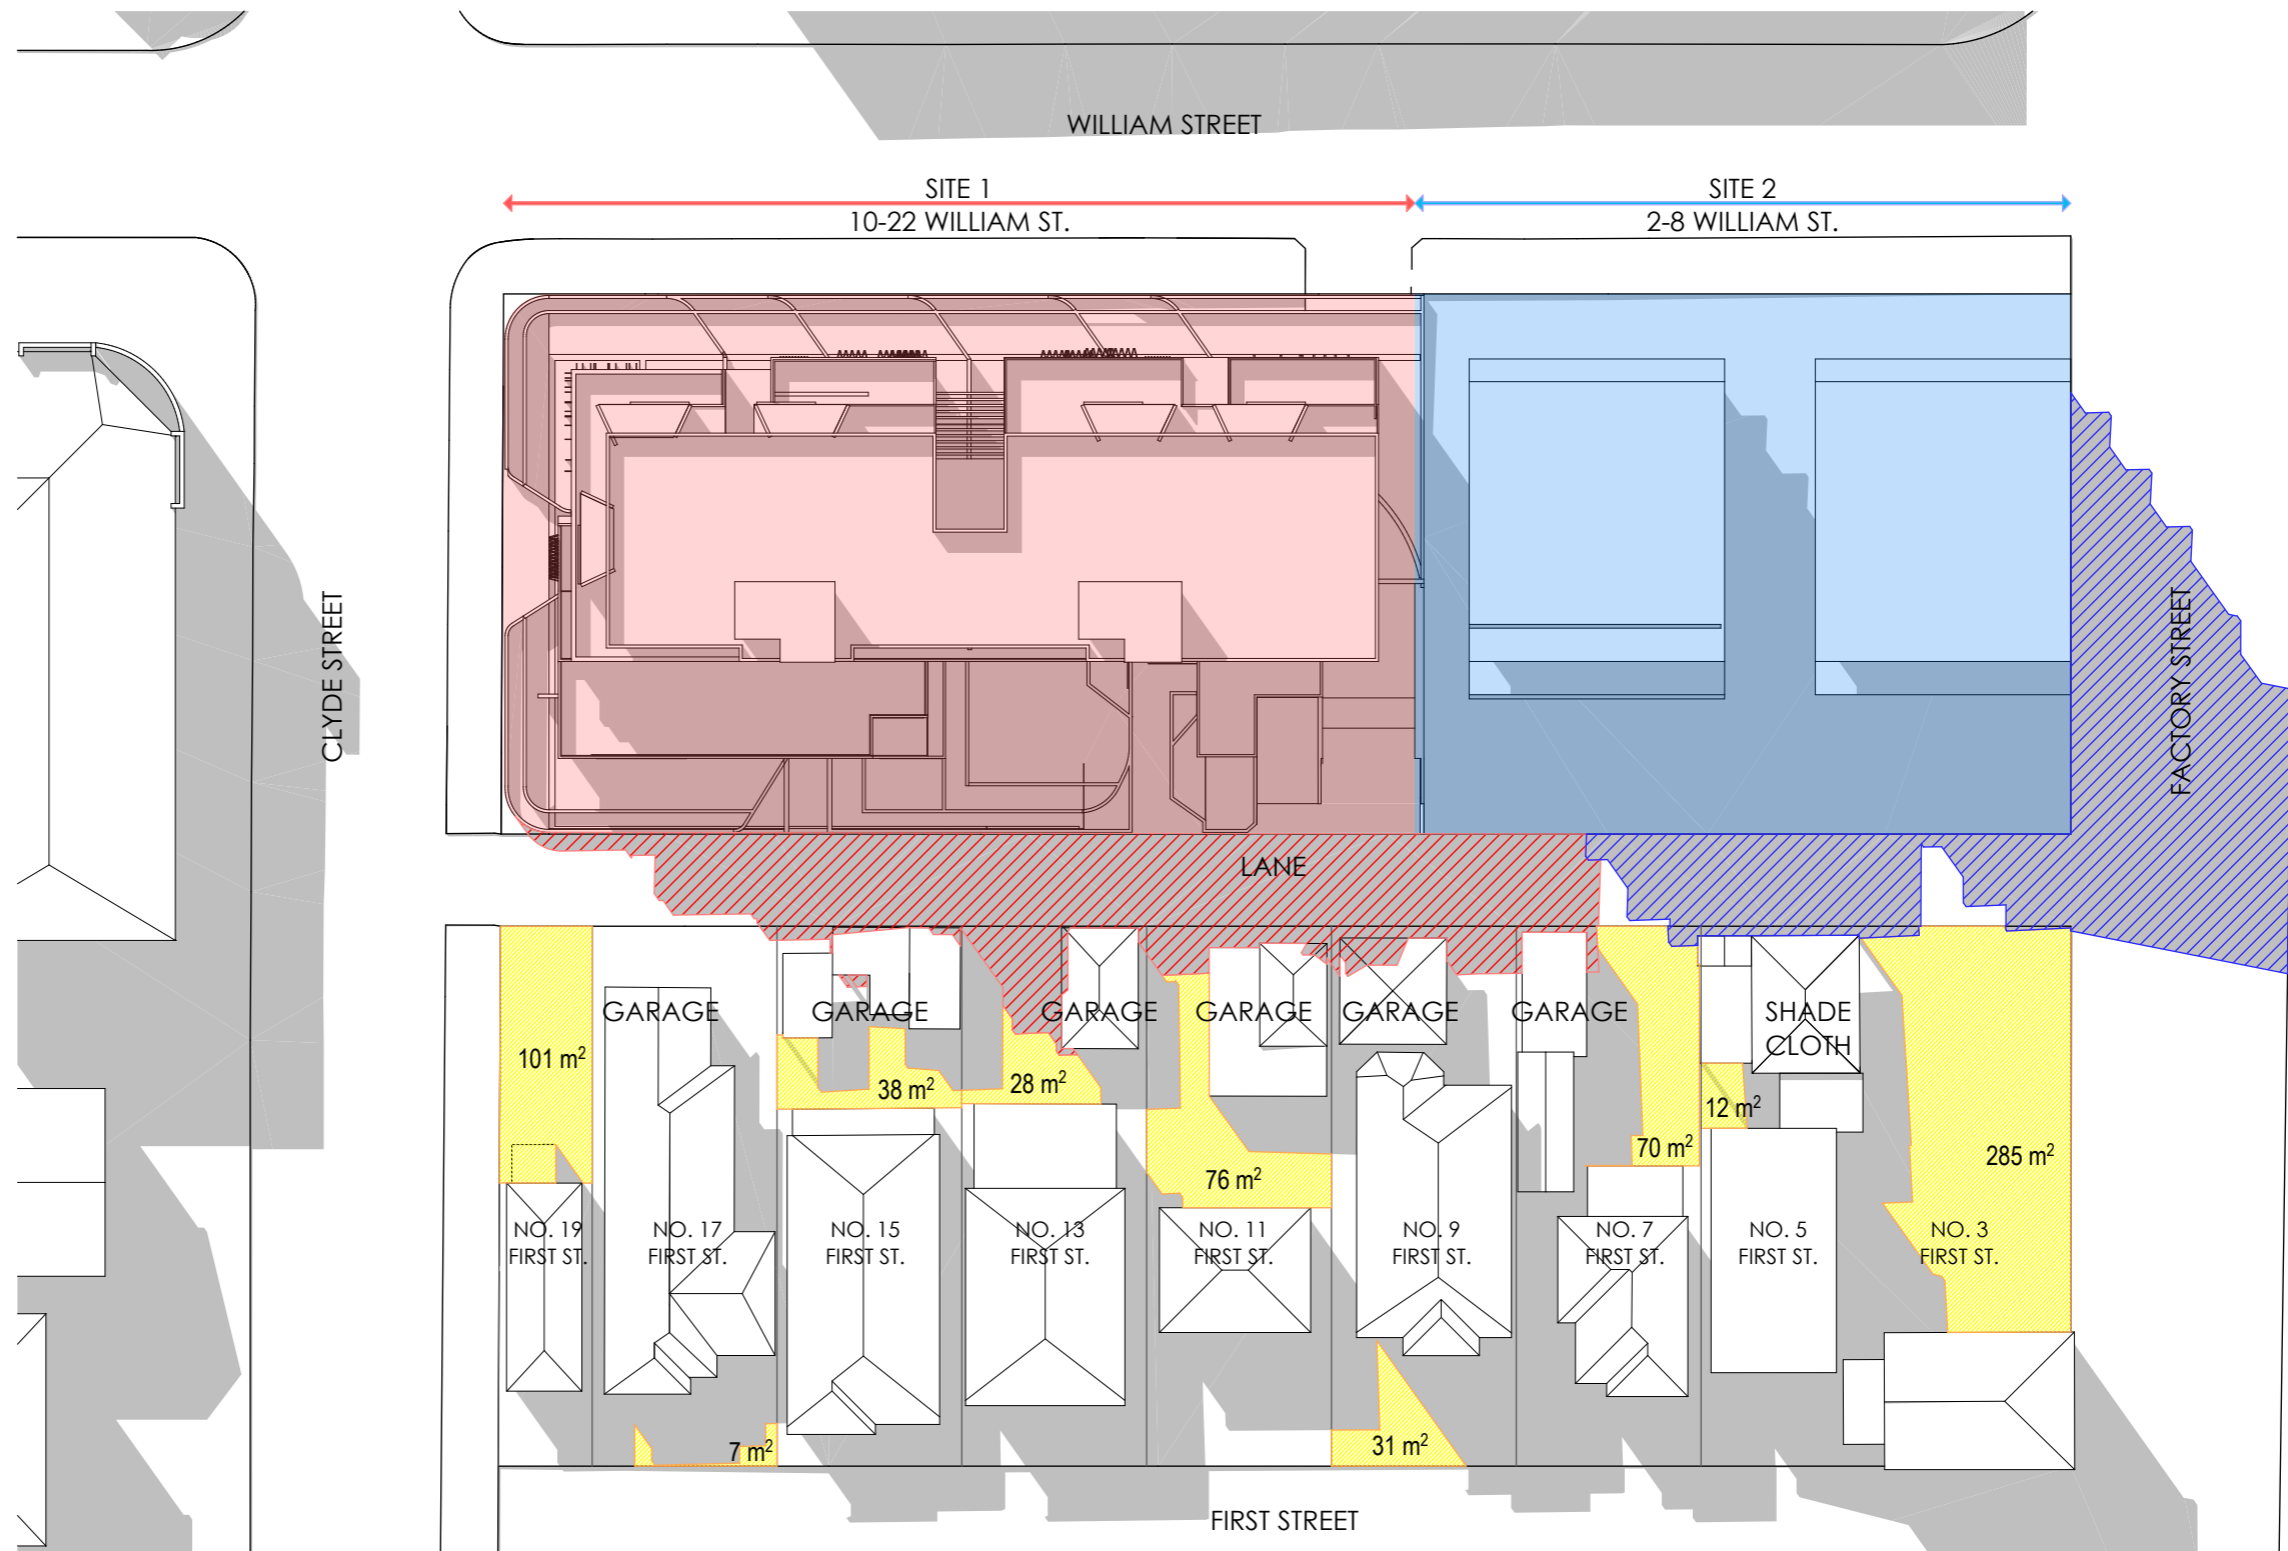 WILLIAM STREET
SITE 1
10-22 WILLIAM ST.
SITE 2
2-8 WILLIAM ST.
CLYDE STREET
FACTORY STREET
LANE
GARAGE
GARAGE
GARAGE
GARAGE
GARAGE
GARAGE
SHADE
CLOTH
101 m²
38 m²
28 m²
76 m²
70 m²
12 m²
285 m²
NO. 19
FIRST ST.
NO. 17
FIRST ST.
NO. 15
FIRST ST.
NO. 13
FIRST ST.
NO. 11
FIRST ST.
NO. 9
FIRST ST.
NO. 7
FIRST ST.
NO. 5
FIRST ST.
NO. 3
FIRST ST.
7 m²
31 m²
FIRST STREET